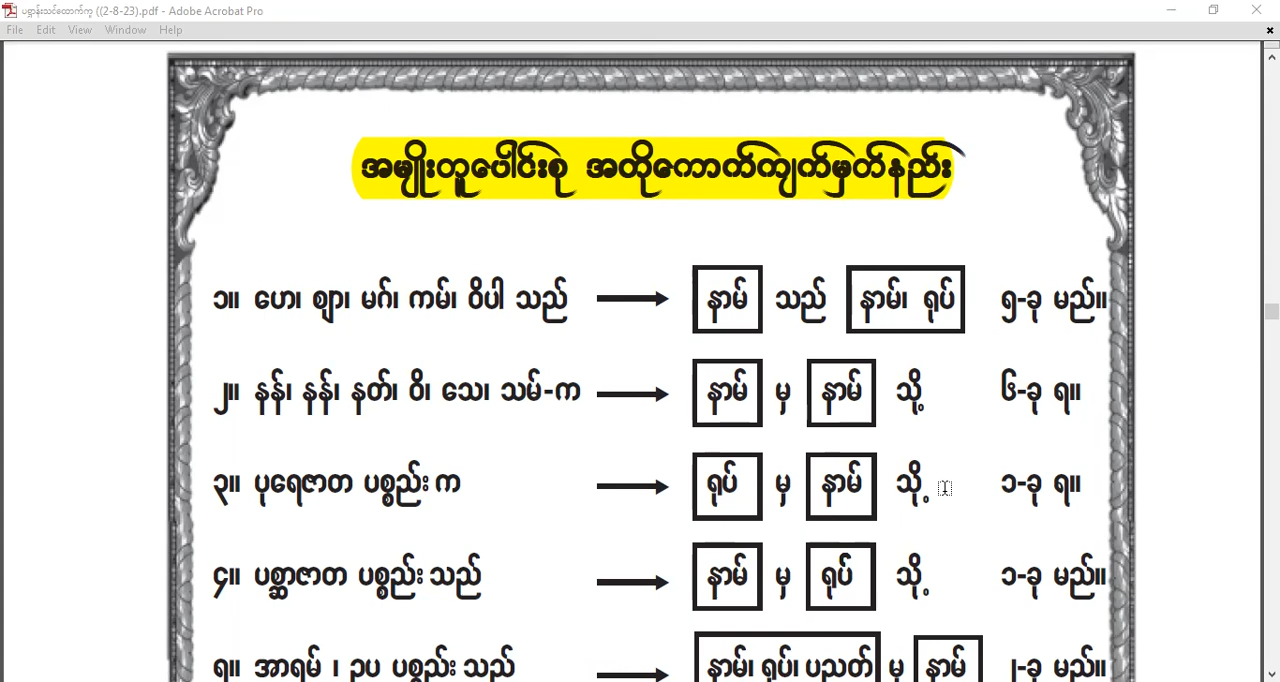 ပဋ္ဌာန်းသင်ထောက်ကူ ((2-8-23).pdf - Adobe Acrobat Pro
File Edit View Window Help
အမျိုးတူပေါင်းစု အတိုကောက်ကျက်မှတ်နည်း
၁။ ဟေ၊ ဈာ၊ မဂ်၊ ကမ်၊ ဝိပါ သည် နာမ် သည် နာမ်၊ ရုပ် ၅-ခု မည်။
၂။ နန်၊ နန်၊ နတ်၊ ဝိ၊ သေ၊ သမ်-က နာမ် မှ နာမ် သို့ ၆-ခု ရ။
၃။ ပုရေဇာတ ပစ္စည်း က ရုပ် မှ နာမ် သို့ ၁-ခု ရ။
၄။ ပစ္ဆာဇာတ ပစ္စည်း သည် နာမ် မှ ရုပ် သို့ ၁-ခု မည်။
၅။ အာရမ် ၊ ဥပ ပစ္စည်း သည် နာမ်၊ ရုပ်၊ ပညတ် မှ နာမ် ၂-ခု မည်။